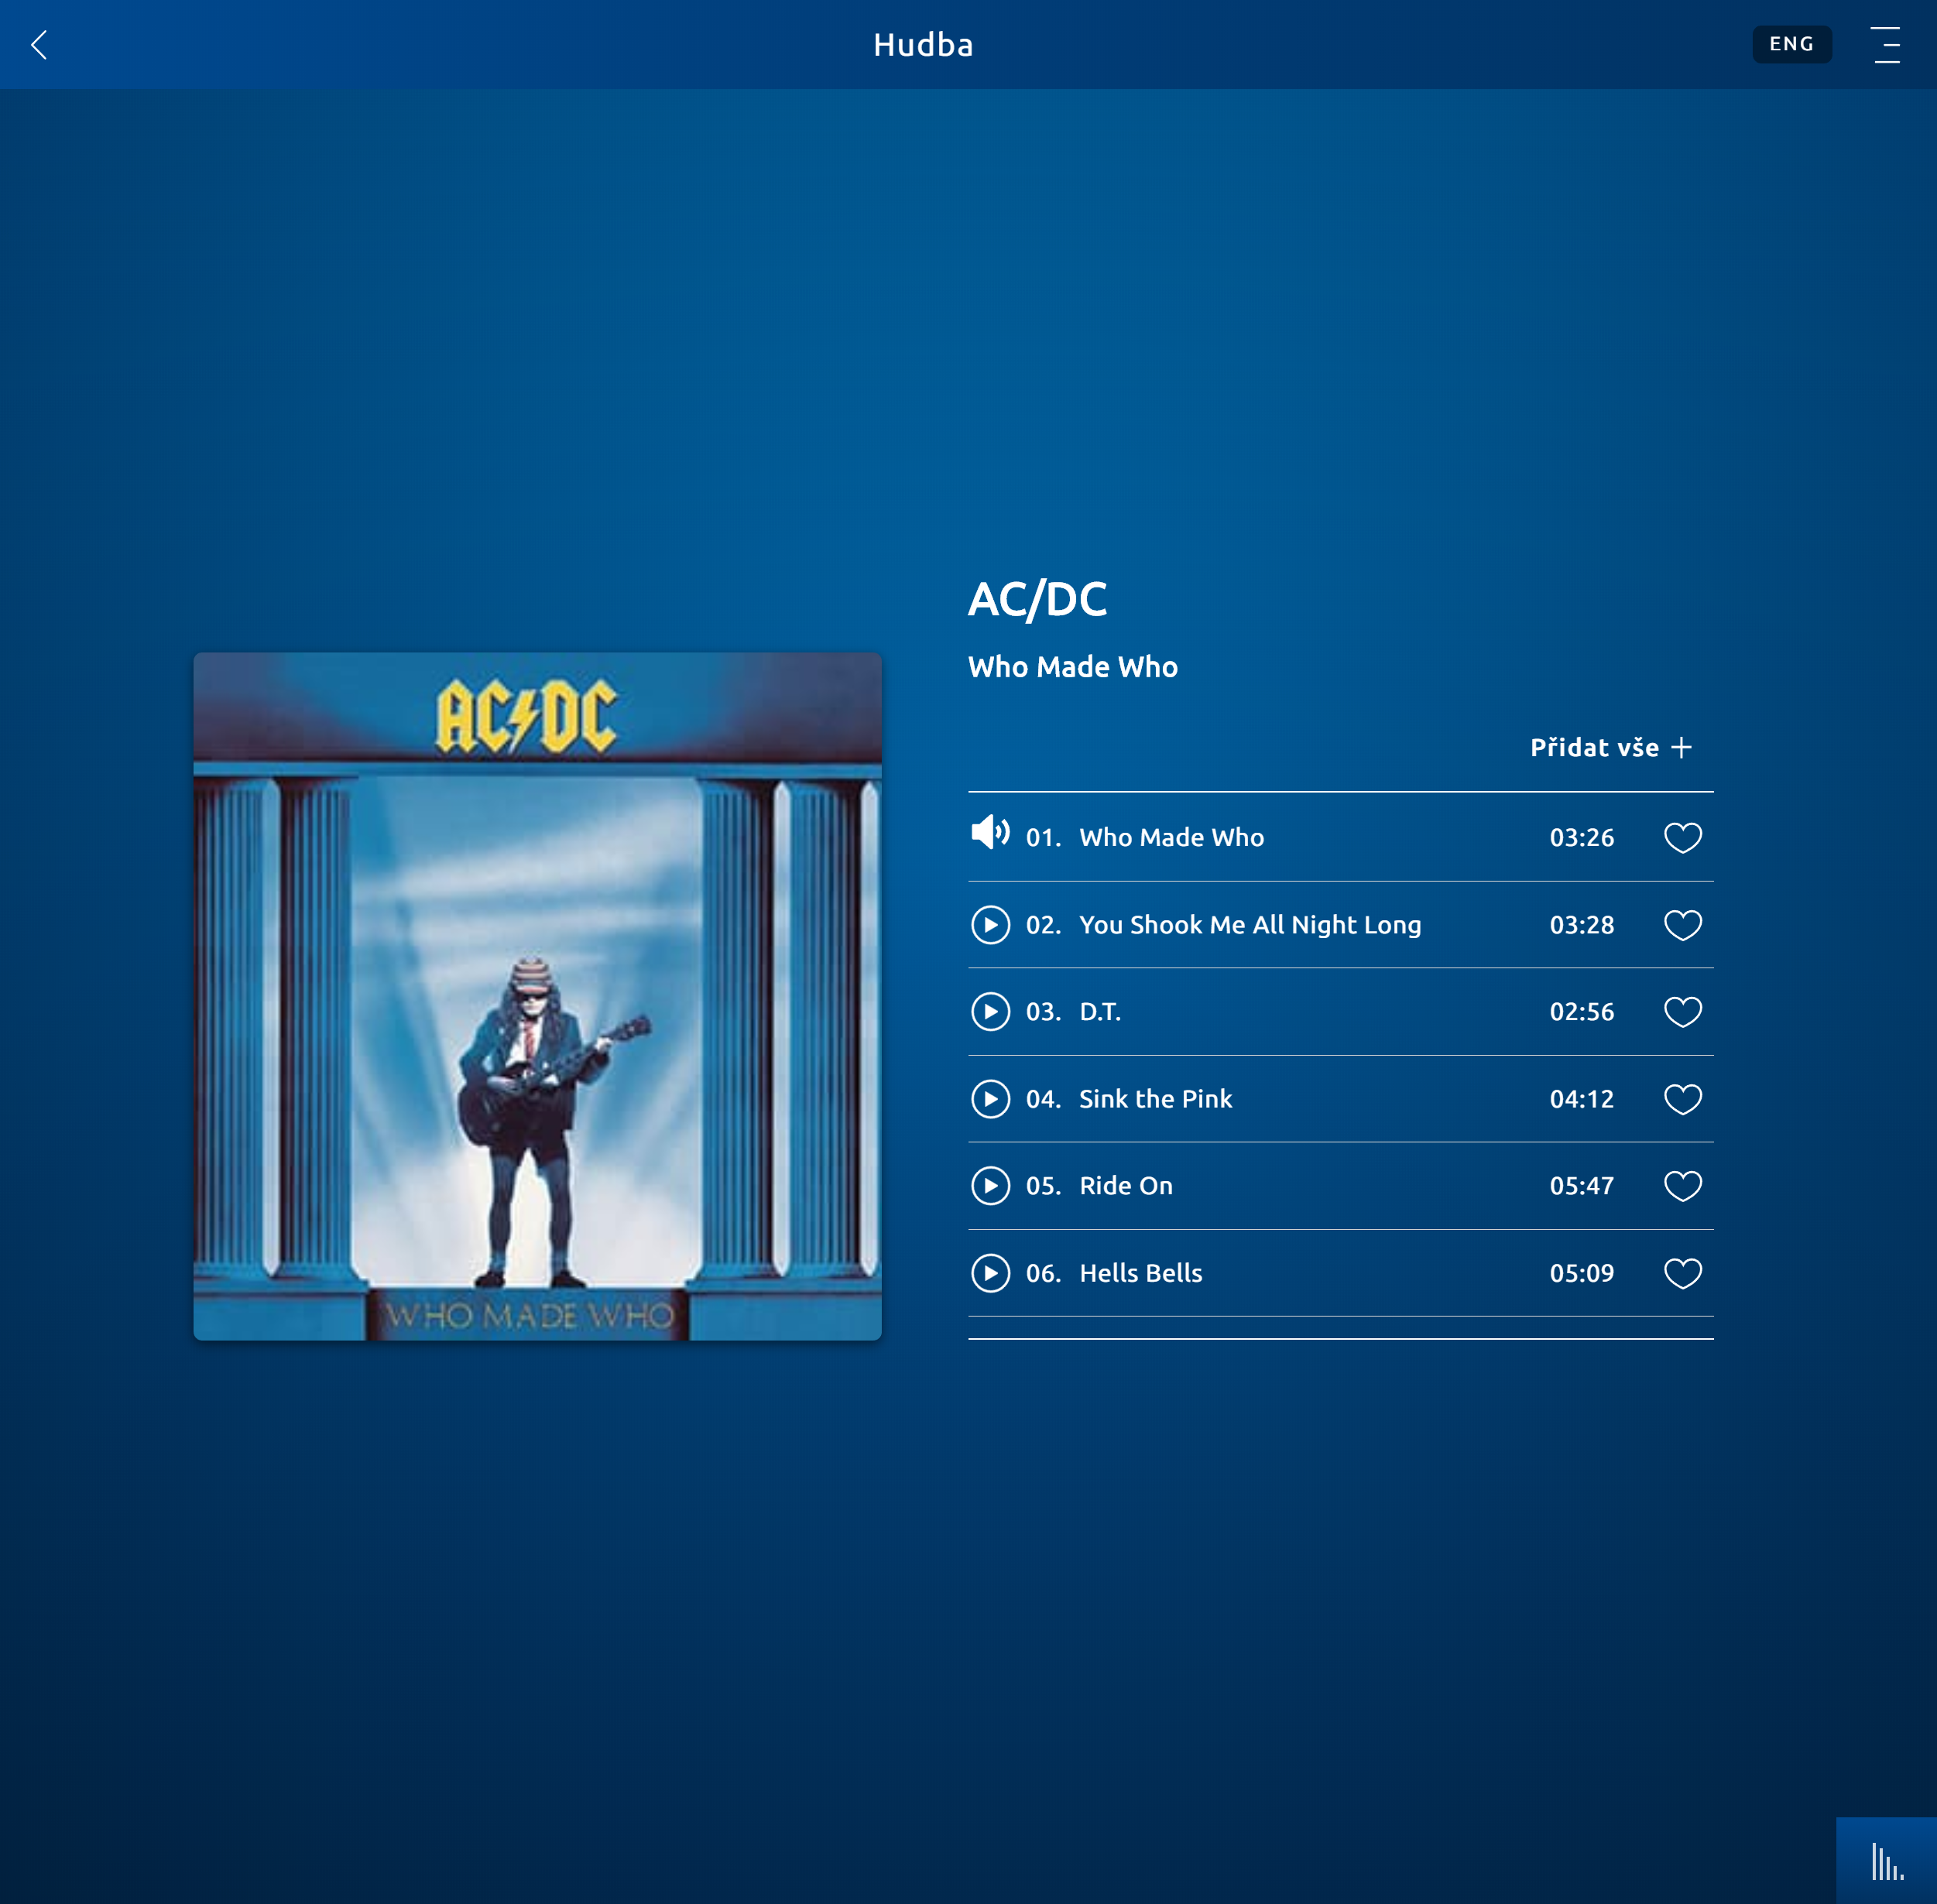 Hudba
ENG
AC/DC
Who Made Who
AC DC
WHO MADE WHO
Přidat vše
01. Who Made Who 03:26
02. You Shook Me All Night Long 03:28
03. D.T. 02:56
04. Sink the Pink 04:12
05. Ride On 05:47
06. Hells Bells 05:09